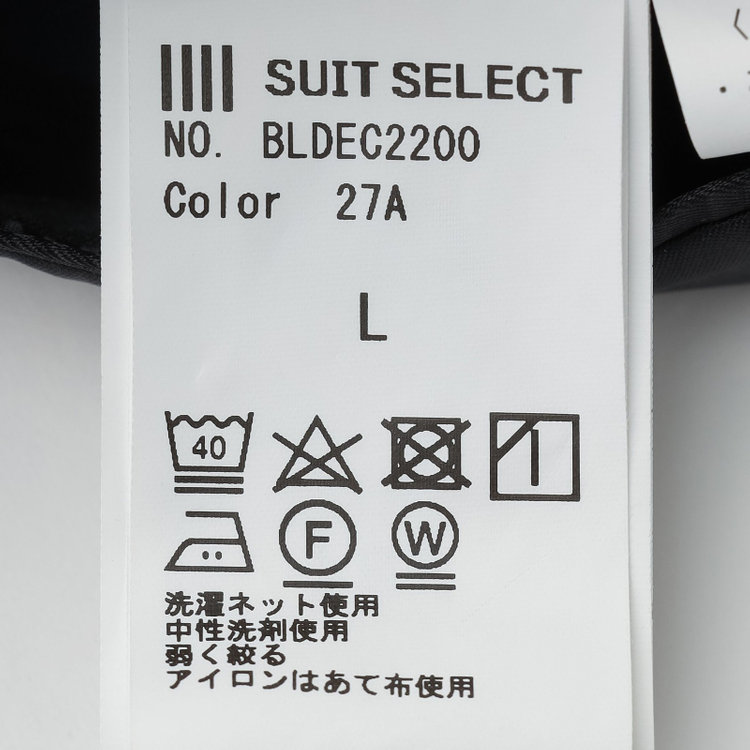 SUIT SELECT
NO. BLDEC2200
Color 27A
L
40
F W
洗濯ネット使用
中性洗剤使用
弱く絞る
アイロンはあて布使用